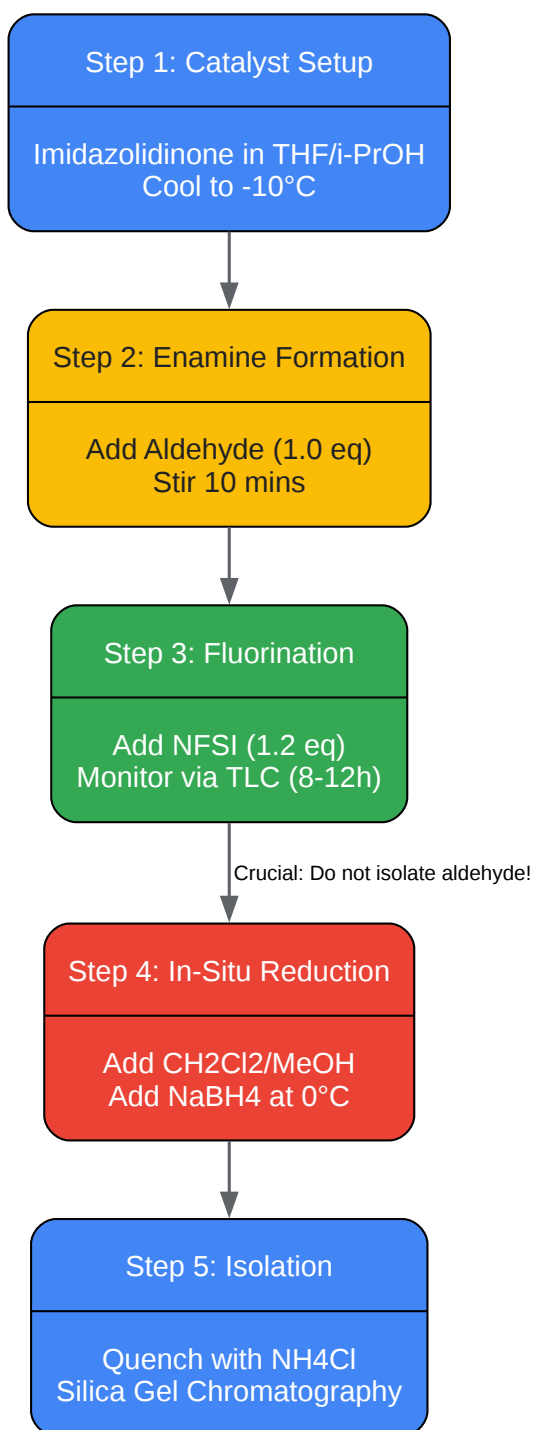 Step 1: Catalyst Setup
Imidazolidinone in THF/i-PrOH
Cool to -10°C
Step 2: Enamine Formation
Add Aldehyde (1.0 eq)
Stir 10 mins
Step 3: Fluorination
Add NFSI (1.2 eq)
Monitor via TLC (8-12h)
Crucial: Do not isolate aldehyde!
Step 4: In-Situ Reduction
Add CH2Cl2/MeOH
Add NaBH4 at 0°C
Step 5: Isolation
Quench with NH4Cl
Silica Gel Chromatography